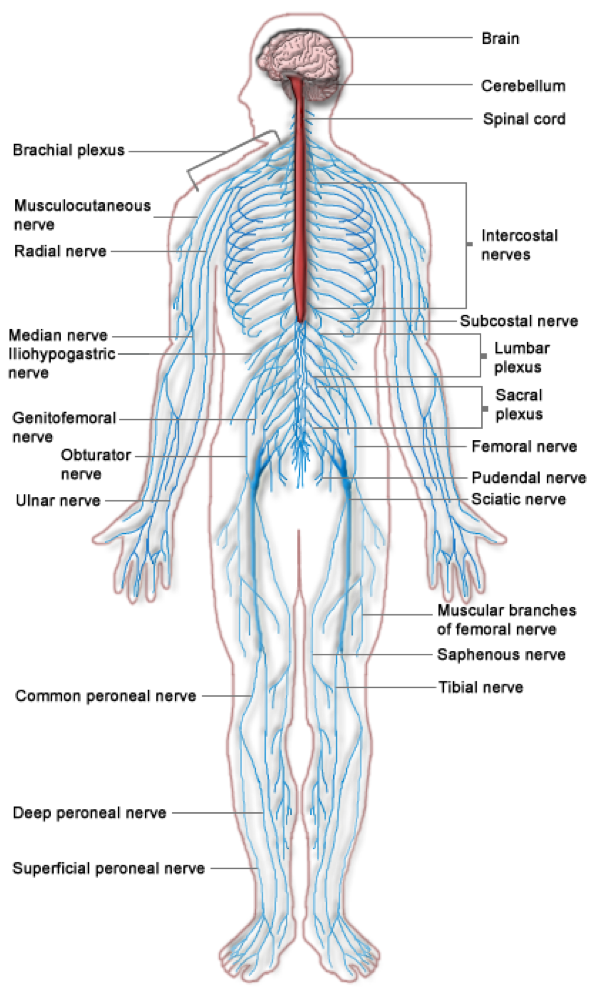 Brain
Cerebellum
Spinal cord
Brachial plexus
Musculocutaneous
nerve
Radial nerve
Intercostal
nerves
Subcostal nerve
Median nerve
Iliohypogastric
nerve
Lumbar
plexus
Sacral
plexus
Genitofemoral
nerve
Obturator
nerve
Femoral nerve
Pudendal nerve
Ulnar nerve
Sciatic nerve
Muscular branches
of femoral nerve
Saphenous nerve
Common peroneal nerve
Tibial nerve
Deep peroneal nerve
Superficial peroneal nerve